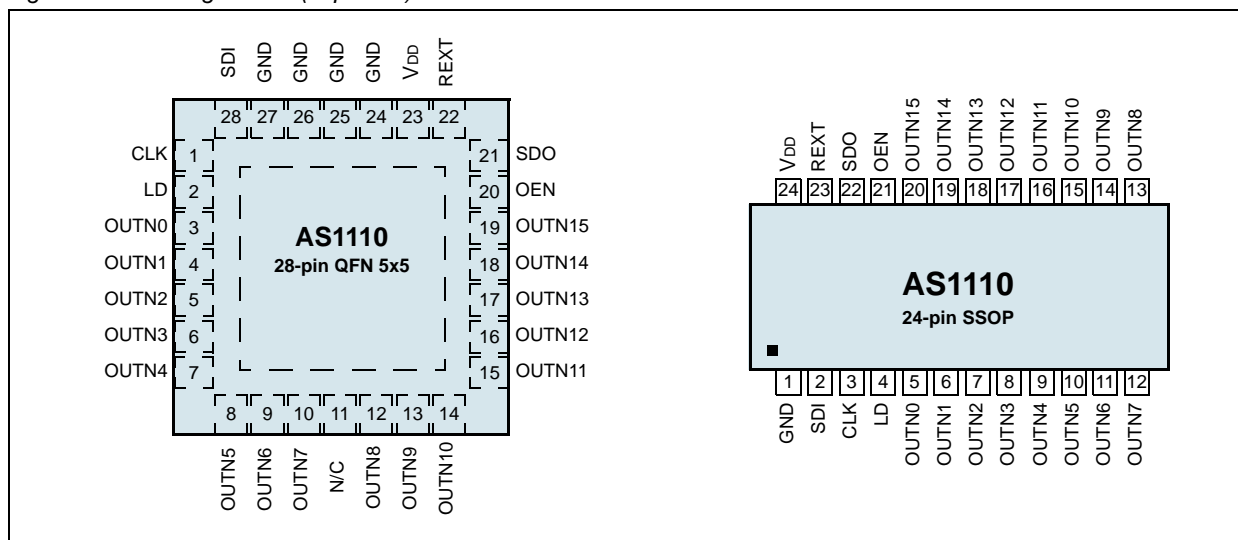 SDI GND GND GND GND VDD REXT
28 27 26 25 24 23 22
CLK 1
LD 2
OUTN0 3
OUTN1 4
OUTN2 5
OUTN3 6
OUTN4 7
AS1110
28-pin QFN 5x5
21 SDO
20 OEN
19 OUTN15
18 OUTN14
17 OUTN13
16 OUTN12
15 OUTN11
8 9 10 11 12 13 14
OUTN5 OUTN6 OUTN7 N/C OUTN8 OUTN9 OUTN10
VDD REXT SDO OEN OUTN15 OUTN14 OUTN13 OUTN12 OUTN11 OUTN10 OUTN9 OUTN8
24 23 22 21 20 19 18 17 16 15 14 13
AS1110
24-pin SSOP
1 2 3 4 5 6 7 8 9 10 11 12
GND SDI CLK LD OUTN0 OUTN1 OUTN2 OUTN3 OUTN4 OUTN5 OUTN6 OUTN7